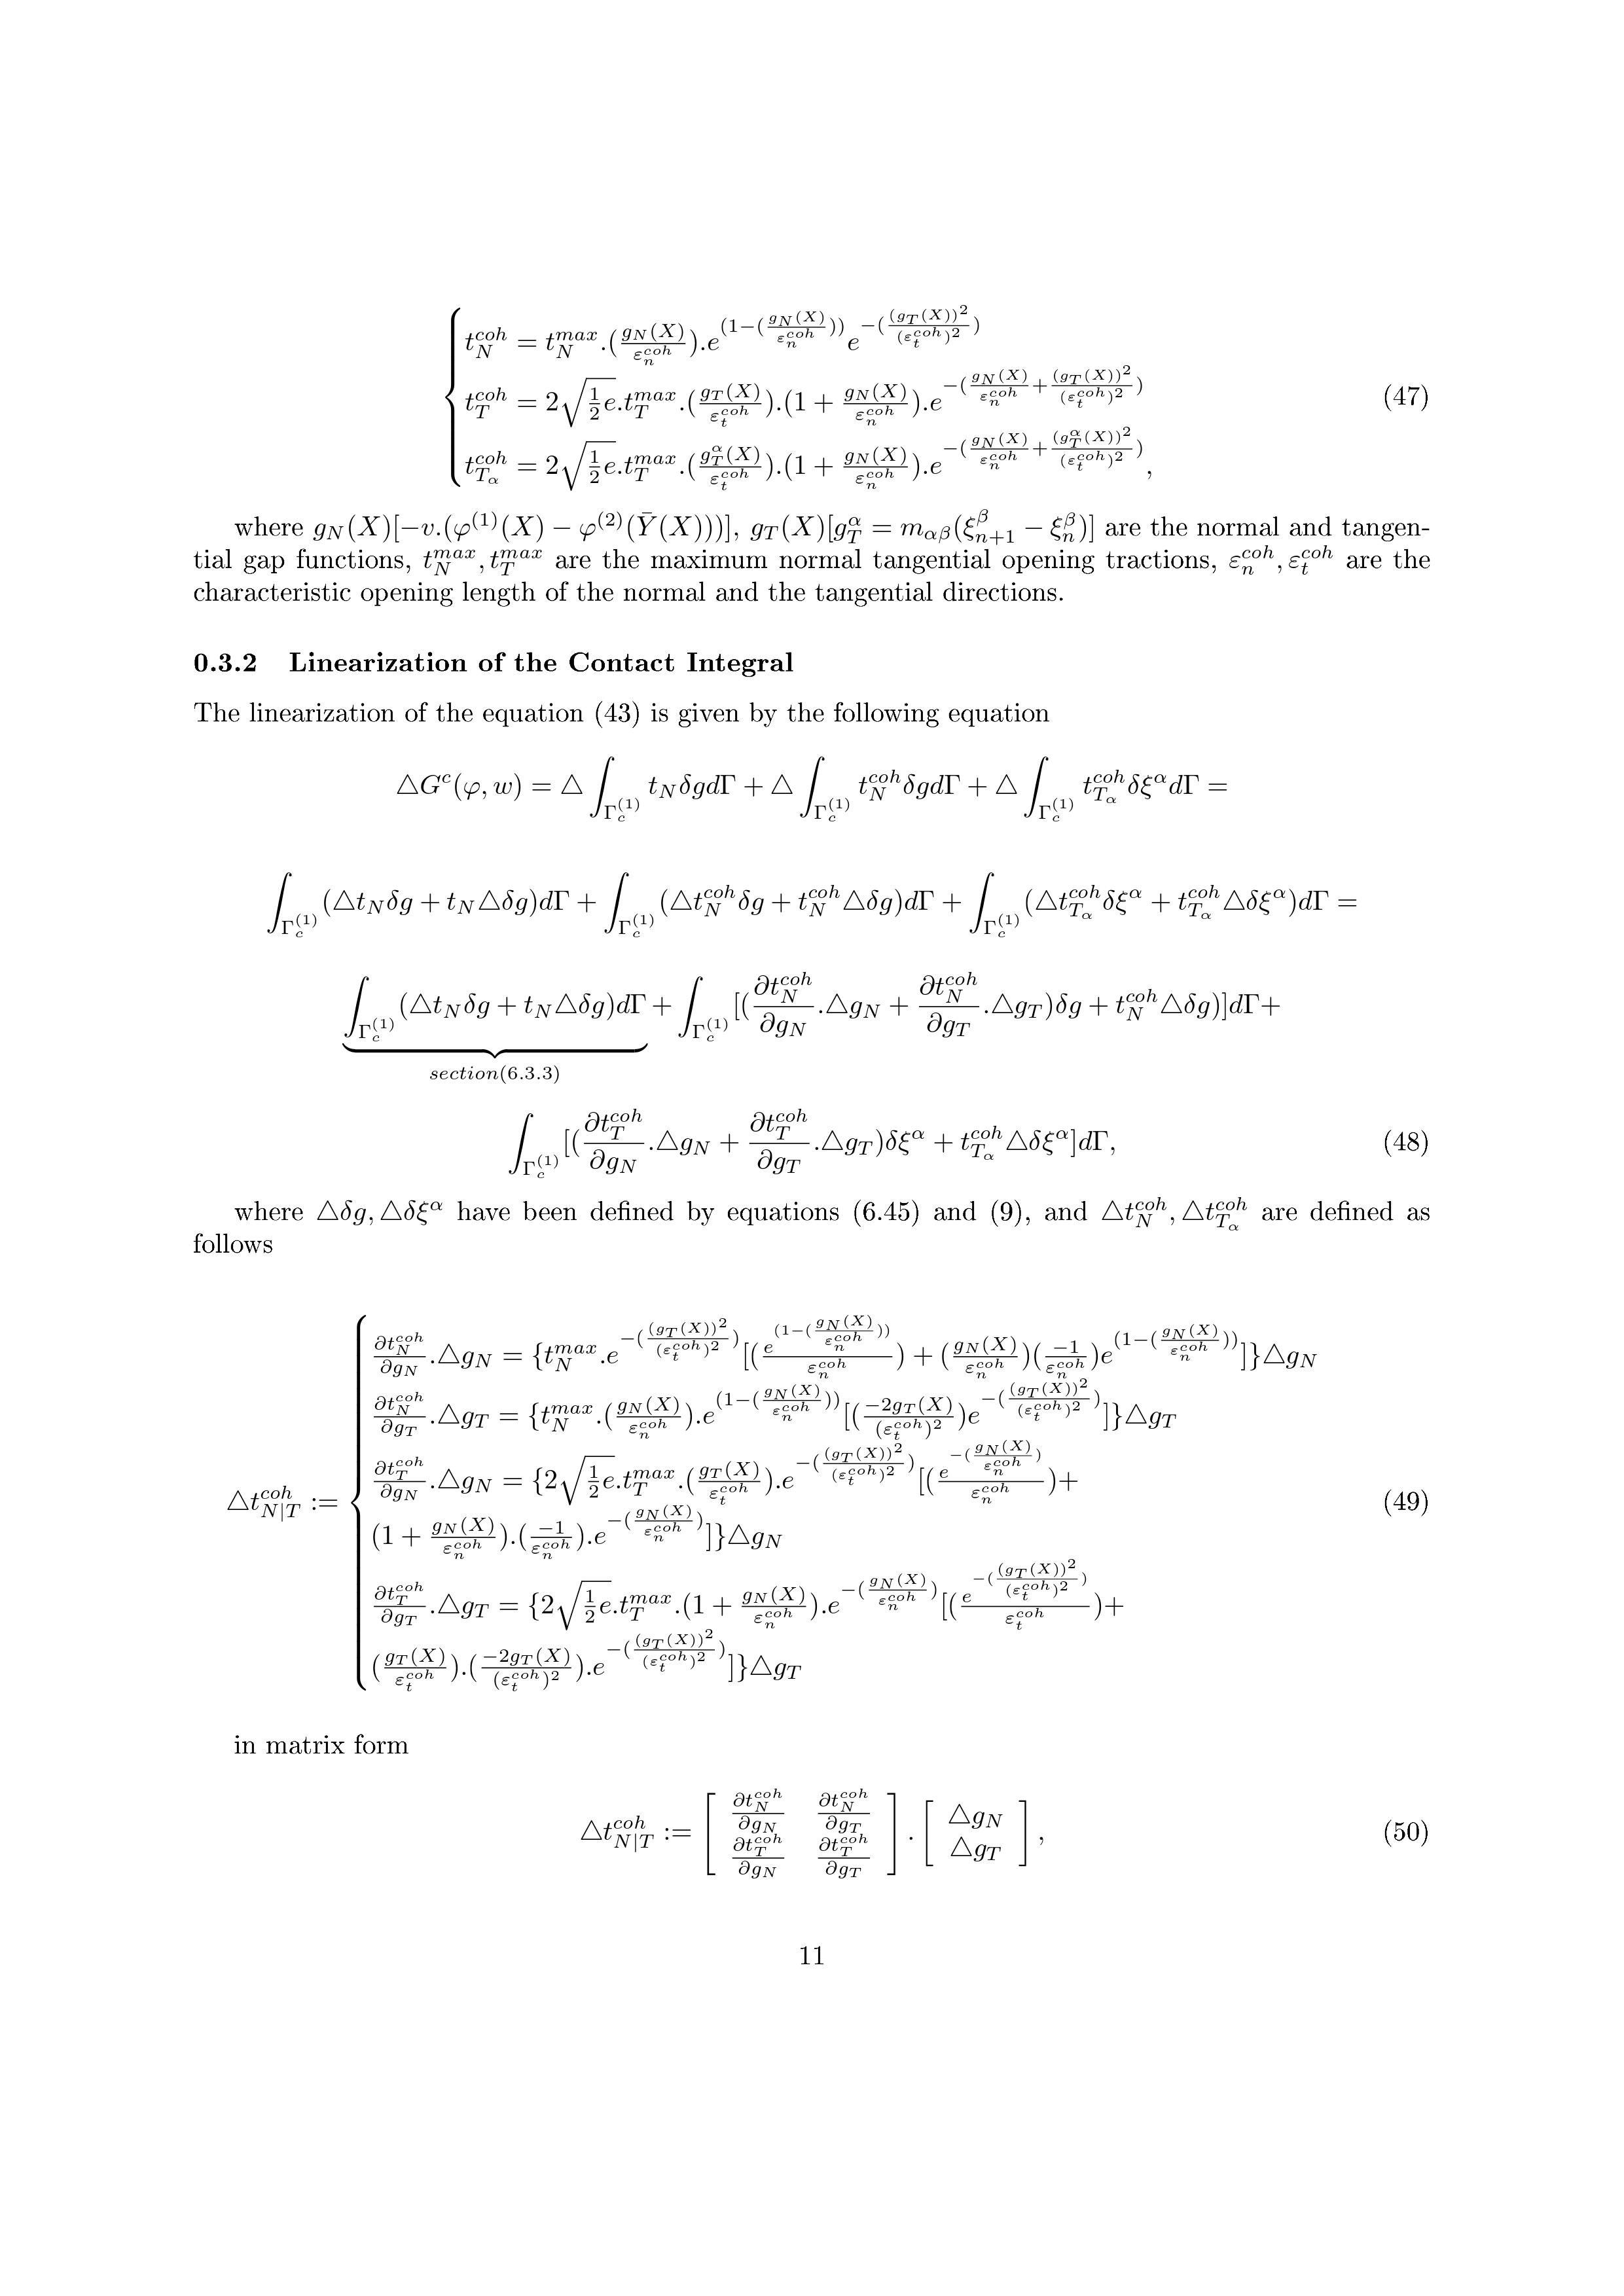 $$\begin{cases} t_N^{coh} = t_N^{max}.(\frac{g_N(X)}{\varepsilon_n^{coh}}).e^{(1-(\frac{g_N(X)}{\varepsilon_n^{coh}}))}e^{-(\frac{(g_T(X))^2}{(\varepsilon_t^{coh})^2})} \\ t_T^{coh} = 2\sqrt{\frac{1}{2}e}.t_T^{max}.(\frac{g_T(X)}{\varepsilon_t^{coh}}).(1+\frac{g_N(X)}{\varepsilon_n^{coh}}).e^{-(\frac{g_N(X)}{\varepsilon_n^{coh}}+\frac{(g_T(X))^2}{(\varepsilon_t^{coh})^2})} \\ t_{T_\alpha}^{coh} = 2\sqrt{\frac{1}{2}e}.t_T^{max}.(\frac{g_T^\alpha(X)}{\varepsilon_t^{coh}}).(1+\frac{g_N(X)}{\varepsilon_n^{coh}}).e^{-(\frac{g_N(X)}{\varepsilon_n^{coh}}+\frac{(g_T^\alpha(X))^2}{(\varepsilon_t^{coh})^2})}, \end{cases} (47)$$
where $g_N(X)[-v.(\varphi^{(1)}(X) - \varphi^{(2)}(\bar{Y}(X)))]$, $g_T(X)[g_T^\alpha = m_{\alpha\beta}(\xi_{n+1}^\beta - \xi_n^\beta)]$ are the normal and tangen-
tial gap functions, $t_N^{max}, t_T^{max}$ are the maximum normal tangential opening tractions, $\varepsilon_n^{coh}, \varepsilon_t^{coh}$ are the
characteristic opening length of the normal and the tangential directions.
0.3.2 Linearization of the Contact Integral
The linearization of the equation (43) is given by the following equation
$$\triangle G^c(\varphi, w) = \triangle\int_{\Gamma_c^{(1)}} t_N\delta g d\Gamma + \triangle\int_{\Gamma_c^{(1)}} t_N^{coh}\delta g d\Gamma + \triangle\int_{\Gamma_c^{(1)}} t_{T_\alpha}^{coh}\delta\xi^\alpha d\Gamma =$$
$$\int_{\Gamma_c^{(1)}} (\triangle t_N\delta g + t_N\triangle\delta g)d\Gamma + \int_{\Gamma_c^{(1)}} (\triangle t_N^{coh}\delta g + t_N^{coh}\triangle\delta g)d\Gamma + \int_{\Gamma_c^{(1)}} (\triangle t_{T_\alpha}^{coh}\delta\xi^\alpha + t_{T_\alpha}^{coh}\triangle\delta\xi^\alpha)d\Gamma =$$
$$\underbrace{\int_{\Gamma_c^{(1)}} (\triangle t_N\delta g + t_N\triangle\delta g)d\Gamma}_{section(6.3.3)} + \int_{\Gamma_c^{(1)}} [(\frac{\partial t_N^{coh}}{\partial g_N}.\triangle g_N + \frac{\partial t_N^{coh}}{\partial g_T}.\triangle g_T)\delta g + t_N^{coh}\triangle\delta g)]d\Gamma +$$
$$\int_{\Gamma_c^{(1)}} [(\frac{\partial t_T^{coh}}{\partial g_N}.\triangle g_N + \frac{\partial t_T^{coh}}{\partial g_T}.\triangle g_T)\delta\xi^\alpha + t_{T_\alpha}^{coh}\triangle\delta\xi^\alpha]d\Gamma, (48)$$
where $\triangle\delta g, \triangle\delta\xi^\alpha$ have been defined by equations (6.45) and (9), and $\triangle t_N^{coh}, \triangle t_{T_\alpha}^{coh}$ are defined as
follows
$$\triangle t_{N|T}^{coh} := \begin{cases} \frac{\partial t_N^{coh}}{\partial g_N}.\triangle g_N = \{t_N^{max}.e^{-(\frac{(g_T(X))^2}{(\varepsilon_t^{coh})^2})}[(\frac{e^{(1-(\frac{g_N(X)}{\varepsilon_n^{coh}}))}}{\varepsilon_n^{coh}}) + (\frac{g_N(X)}{\varepsilon_n^{coh}})(\frac{-1}{\varepsilon_n^{coh}})e^{(1-(\frac{g_N(X)}{\varepsilon_n^{coh}}))}]\}\triangle g_N \\ \frac{\partial t_N^{coh}}{\partial g_T}.\triangle g_T = \{t_N^{max}.(\frac{g_N(X)}{\varepsilon_n^{coh}}).e^{(1-(\frac{g_N(X)}{\varepsilon_n^{coh}}))}[(\frac{-2g_T(X)}{(\varepsilon_t^{coh})^2})e^{-(\frac{(g_T(X))^2}{(\varepsilon_t^{coh})^2})}]\}\triangle g_T \\ \frac{\partial t_T^{coh}}{\partial g_N}.\triangle g_N = \{2\sqrt{\frac{1}{2}e}.t_T^{max}.(\frac{g_T(X)}{\varepsilon_t^{coh}}).e^{-(\frac{(g_T(X))^2}{(\varepsilon_t^{coh})^2})}[(\frac{e^{-(\frac{g_N(X)}{\varepsilon_n^{coh}})}}{\varepsilon_n^{coh}})+ \\ (1+\frac{g_N(X)}{\varepsilon_n^{coh}}).(\frac{-1}{\varepsilon_n^{coh}}).e^{-(\frac{g_N(X)}{\varepsilon_n^{coh}})}]\}\triangle g_N \\ \frac{\partial t_T^{coh}}{\partial g_T}.\triangle g_T = \{2\sqrt{\frac{1}{2}e}.t_T^{max}.(1+\frac{g_N(X)}{\varepsilon_n^{coh}}).e^{-(\frac{g_N(X)}{\varepsilon_n^{coh}})}[(\frac{e^{-(\frac{(g_T(X))^2}{(\varepsilon_t^{coh})^2})}}{\varepsilon_t^{coh}})+ \\ (\frac{g_T(X)}{\varepsilon_t^{coh}}).(\frac{-2g_T(X)}{(\varepsilon_t^{coh})^2}).e^{-(\frac{(g_T(X))^2}{(\varepsilon_t^{coh})^2})}]\}\triangle g_T \end{cases} (49)$$
in matrix form
$$\triangle t_{N|T}^{coh} := \begin{bmatrix} \frac{\partial t_N^{coh}}{\partial g_N} & \frac{\partial t_N^{coh}}{\partial g_T} \\ \frac{\partial t_T^{coh}}{\partial g_N} & \frac{\partial t_T^{coh}}{\partial g_T} \end{bmatrix} . \begin{bmatrix} \triangle g_N \\ \triangle g_T \end{bmatrix}, (50)$$
11